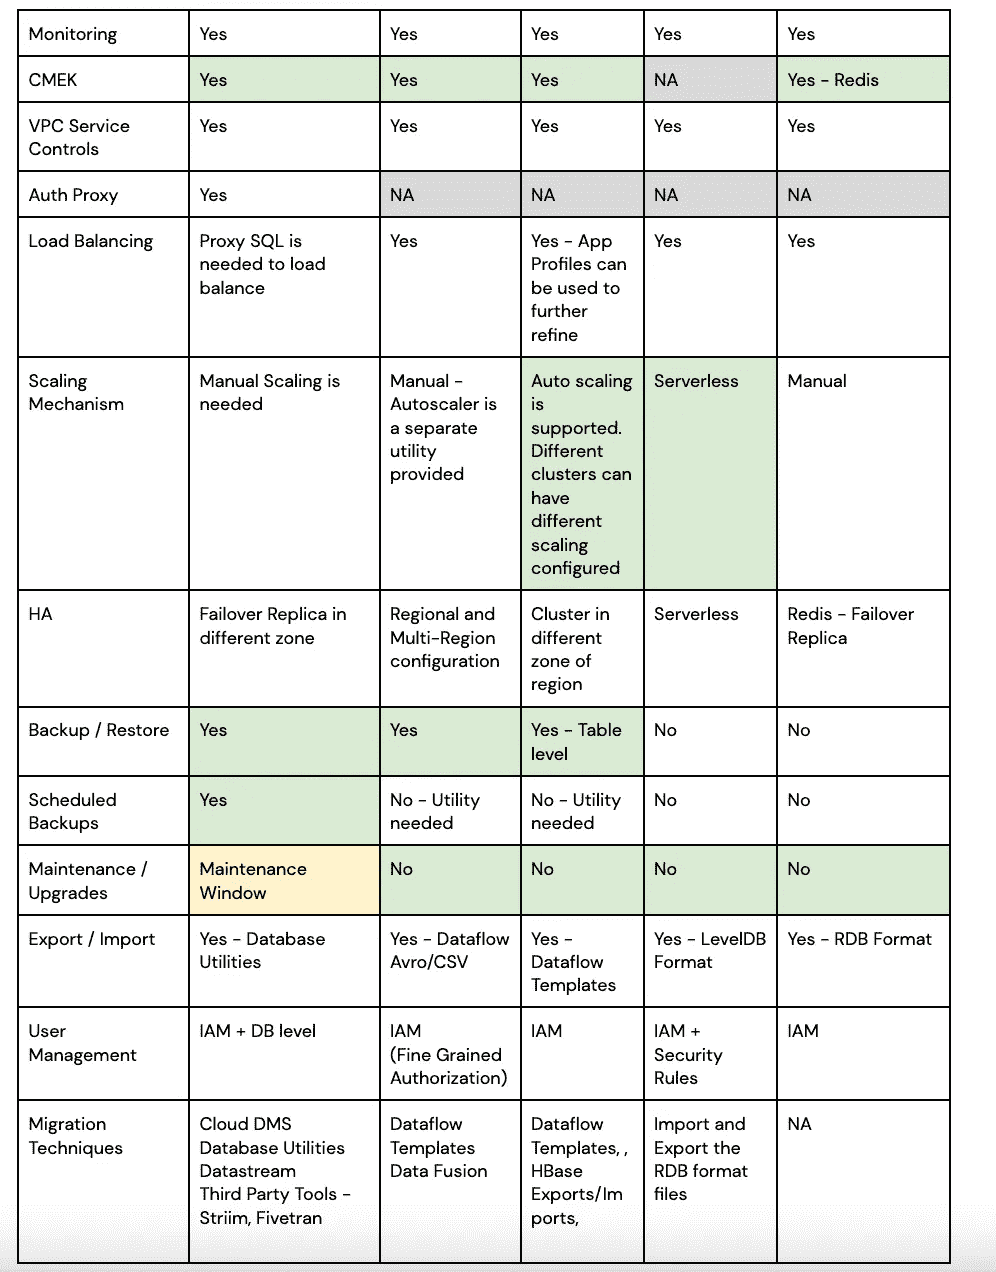 Monitoring
Yes
Yes
Yes
Yes
Yes
CMEK
Yes
Yes
Yes
NA
Yes - Redis
VPC Service
Controls
Yes
Yes
Yes
Yes
Yes
Auth Proxy
Yes
NA
NA
NA
NA
Load Balancing
Proxy SQL is
needed to load
balance
Yes
Yes - App
Profiles can
be used to
further
refine
Yes
Yes
Scaling
Mechanism
Manual Scaling is
needed
Manual -
Autoscaler is
a separate
utility
provided
Auto scaling
is
supported.
Different
clusters can
have
different
scaling
configured
Serverless
Manual
HA
Failover Replica in
different zone
Regional and
Multi-Region
configuration
Cluster in
different
zone of
region
Serverless
Redis - Failover
Replica
Backup / Restore
Yes
Yes
Yes - Table
level
No
No
Scheduled
Backups
Yes
No - Utility
needed
No - Utility
needed
No
No
Maintenance /
Upgrades
Maintenance
Window
No
No
No
No
Export / Import
Yes - Database
Utilities
Yes - Dataflow
Avro/CSV
Yes -
Dataflow
Templates
Yes - LevelDB
Format
Yes - RDB Format
User
Management
IAM + DB level
IAM
(Fine Grained
Authorization)
IAM
IAM +
Security
Rules
IAM
Migration
Techniques
Cloud DMS
Database Utilities
Datastream
Third Party Tools -
Striim, Fivetran
Dataflow
Templates
Data Fusion
Dataflow
Templates, ,
HBase
Exports/Im
ports,
Import and
Export the
RDB format
files
NA